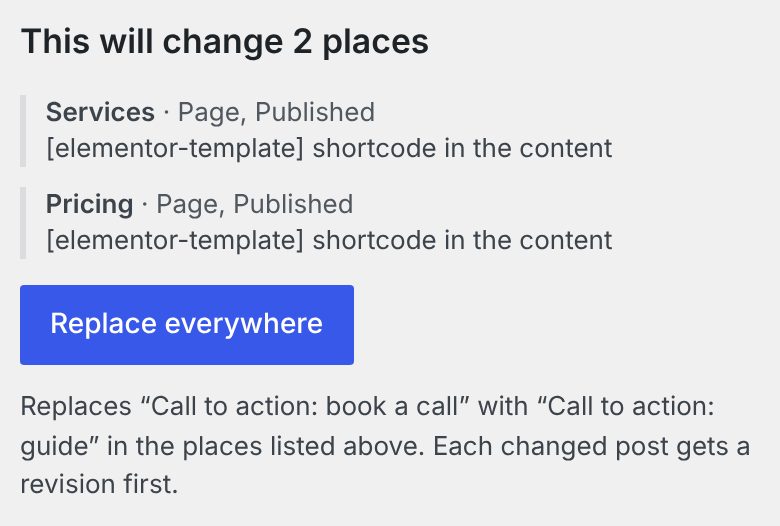 This will change 2 places
Services · Page, Published
[elementor-template] shortcode in the content
Pricing · Page, Published
[elementor-template] shortcode in the content
Replace everywhere
Replaces “Call to action: book a call” with “Call to action:
guide” in the places listed above. Each changed post gets a
revision first.